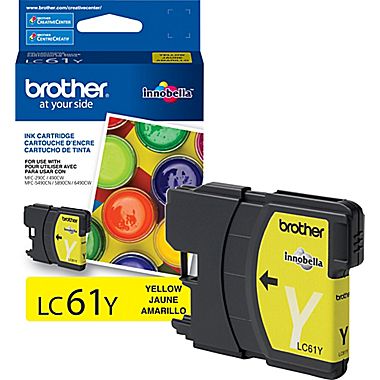 www.brother.com/creativecenter/
brother
CREATIVECENTER
brother
CENTRECRÉATIF
YELLOW
JAUNE
AMARILLO
brother
at your side
innobella
INK CARTRIDGE
CARTOUCHE D'ENCRE
CARTUCHO DE TINTA
FOR USE WITH
POUR UTILISER AVEC
PARA USAR CON
MFC-290C / 490CW
MFC-5490CN / 5890CN / 6490CW
Y
LC61Y
LC61Y
YELLOW
JAUNE
AMARILLO
brother
innobella
Y
LC61Y